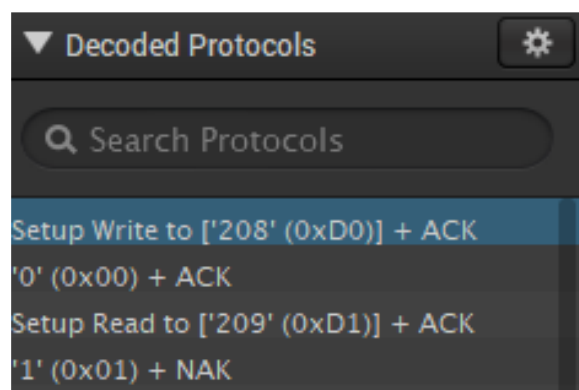 Decoded Protocols
Search Protocols
Setup Write to ['208' (0xD0)] + ACK
'0' (0x00) + ACK
Setup Read to ['209' (0xD1)] + ACK
'1' (0x01) + NAK